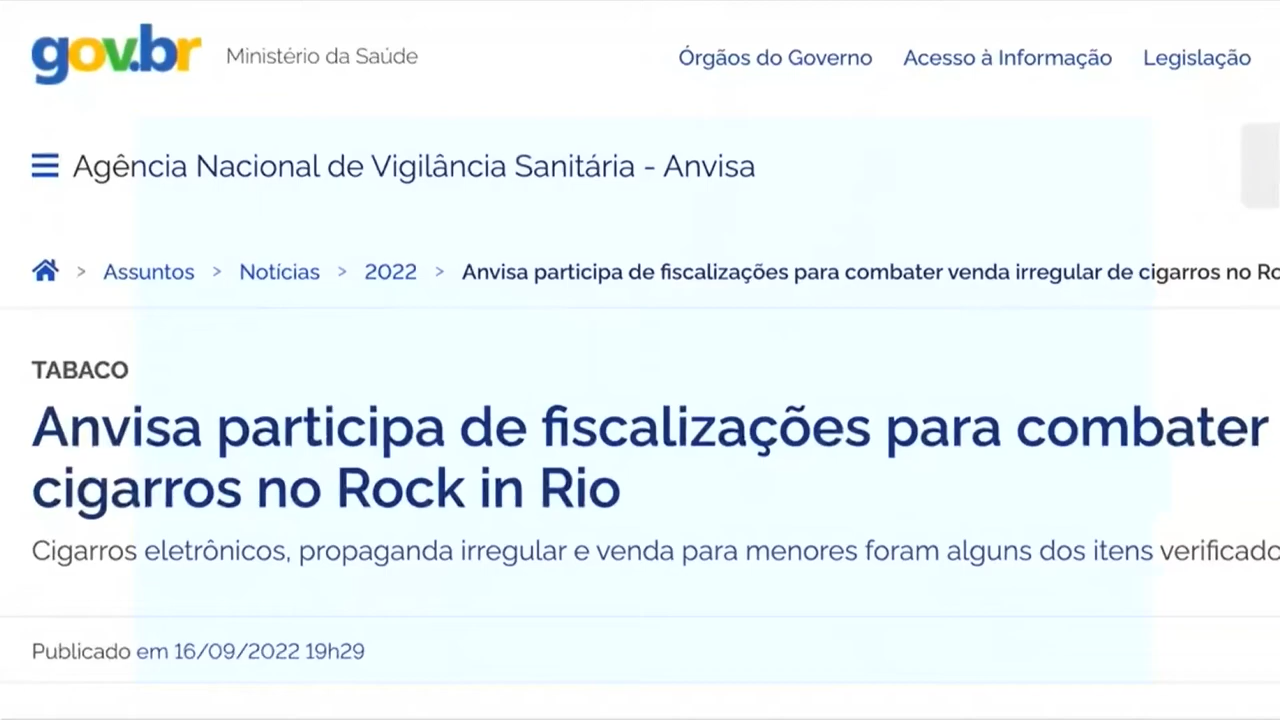 gov.br Ministério da Saúde Órgãos do Governo Acesso à Informação Legislação
Agência Nacional de Vigilância Sanitária - Anvisa
> Assuntos > Notícias > 2022 > Anvisa participa de fiscalizações para combater venda irregular de cigarros no Ro
TABACO
Anvisa participa de fiscalizações para combater
cigarros no Rock in Rio
Cigarros eletrônicos, propaganda irregular e venda para menores foram alguns dos itens verificado
Publicado em 16/09/2022 19h29